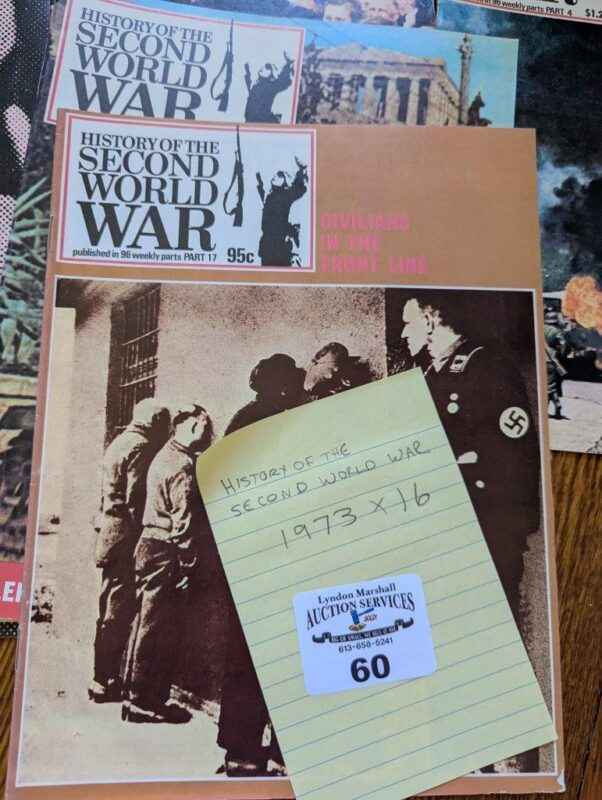 in 96 weekly parts PART 4
HISTORY OF THE
SECOND
WORLD
WAR
HISTORY OF THE
SECOND
WORLD
WAR
published in 96 weekly parts PART 17
95c
CIVILIANS
IN THE
FRONT LINE
HISTORY OF THE
SECOND WORLD WAR
1973 x 16
Lyndon Marshall
AUCTION SERVICES
613-658-5241
60